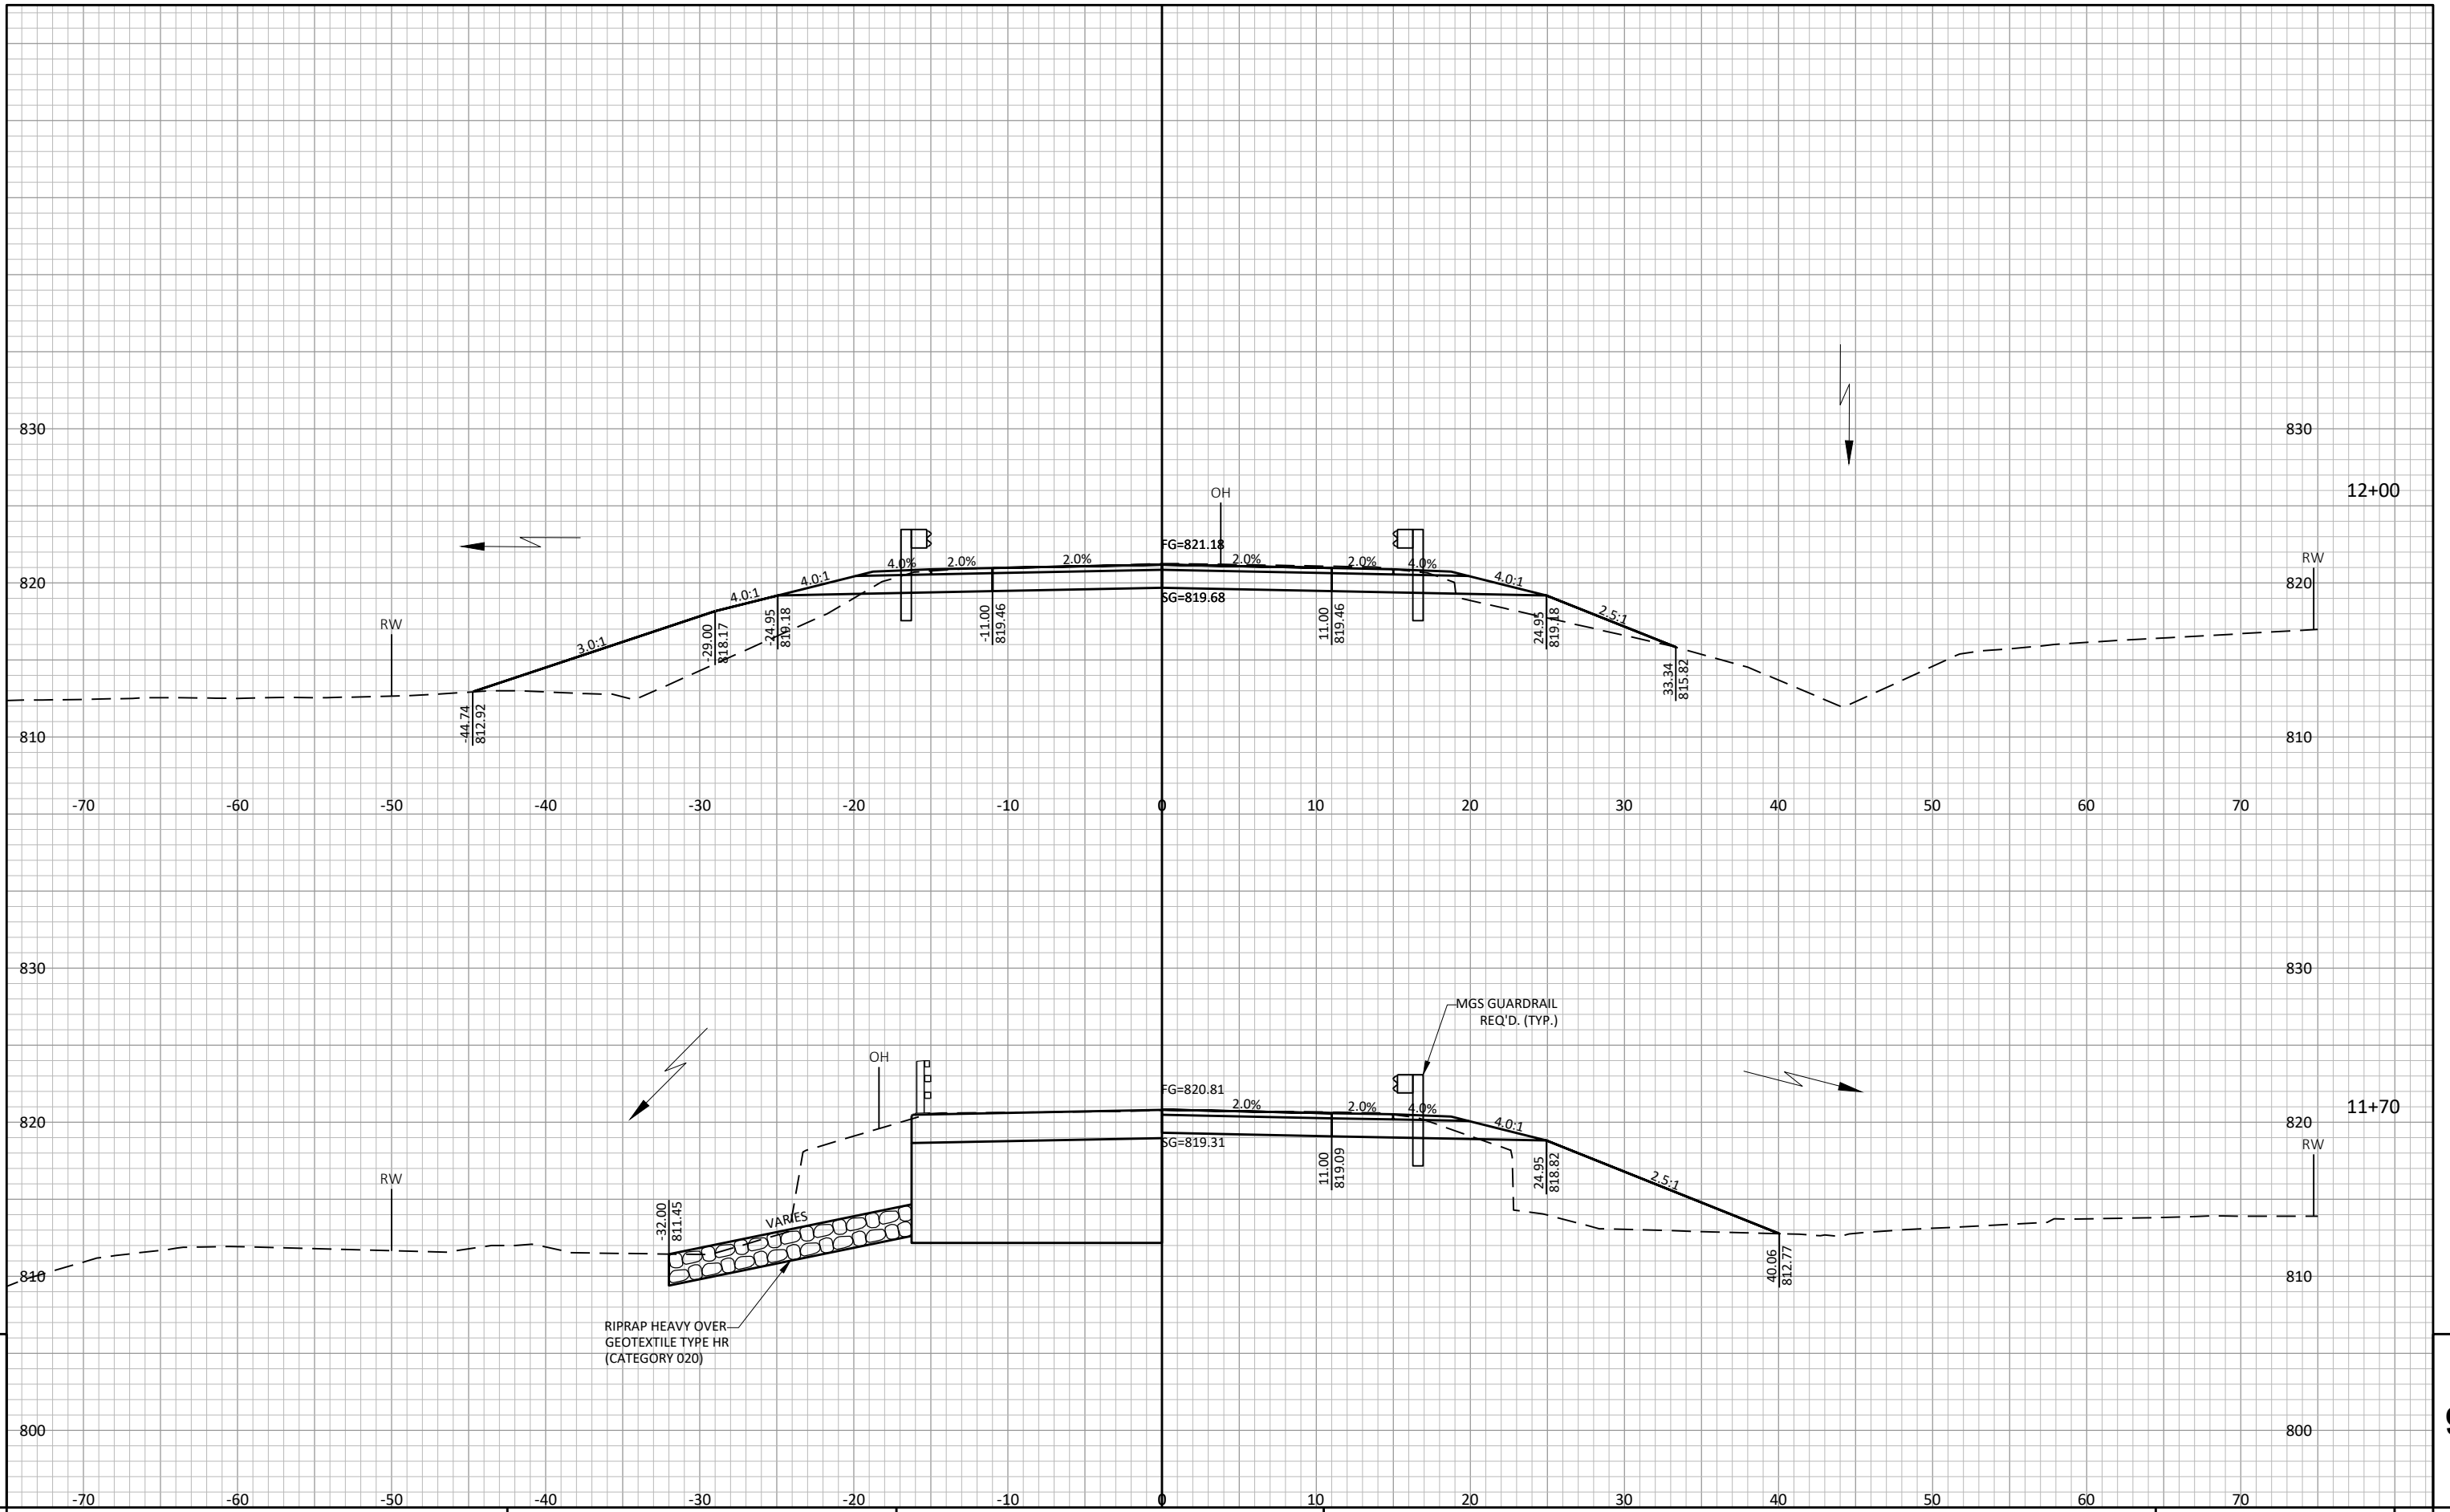 830 830
12+00
OH
FG=821.18
RW
820 4.0:1 4.0% 2.0% 2.0% 2.0% 2.0% 4.0% 4.0:1 820
4.0:1
SG=819.68
2.5:1
RW
3.0:1
-29.00 818.17
-24.95 819.18
-11.00 819.46
11.00 819.46
24.95 819.18
33.34 815.82
-44.74 812.92
810 810
-70 -60 -50 -40 -30 -20 -10 0 10 20 30 40 50 60 70
830 830
MGS GUARDRAIL
REQ'D. (TYP.)
OH
FG=820.81
2.0% 2.0% 4.0%
11+70
820 4.0:1 820
SG=819.31
RW
RW
2.5:1
11.00 819.09
24.95 818.82
-32.00 811.45
VARIES
40.06 812.77
810 810
RIPRAP HEAVY OVER
GEOTEXTILE TYPE HR
(CATEGORY 020)
800 800
-70 -60 -50 -40 -30 -20 -10 0 10 20 30 40 50 60 70